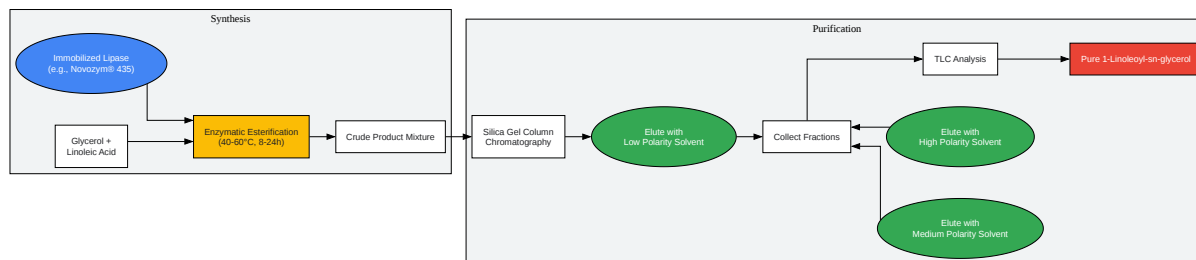 Synthesis
Immobilized Lipase
(e.g., Novozym® 435)
Glycerol +
Linoleic Acid
Enzymatic Esterification
(40-60°C, 8-24h)
Crude Product Mixture
Purification
Silica Gel Column
Chromatography
Elute with
Low Polarity Solvent
Collect Fractions
TLC Analysis
Pure 1-Linoleoyl-sn-glycerol
Elute with
High Polarity Solvent
Elute with
Medium Polarity Solvent